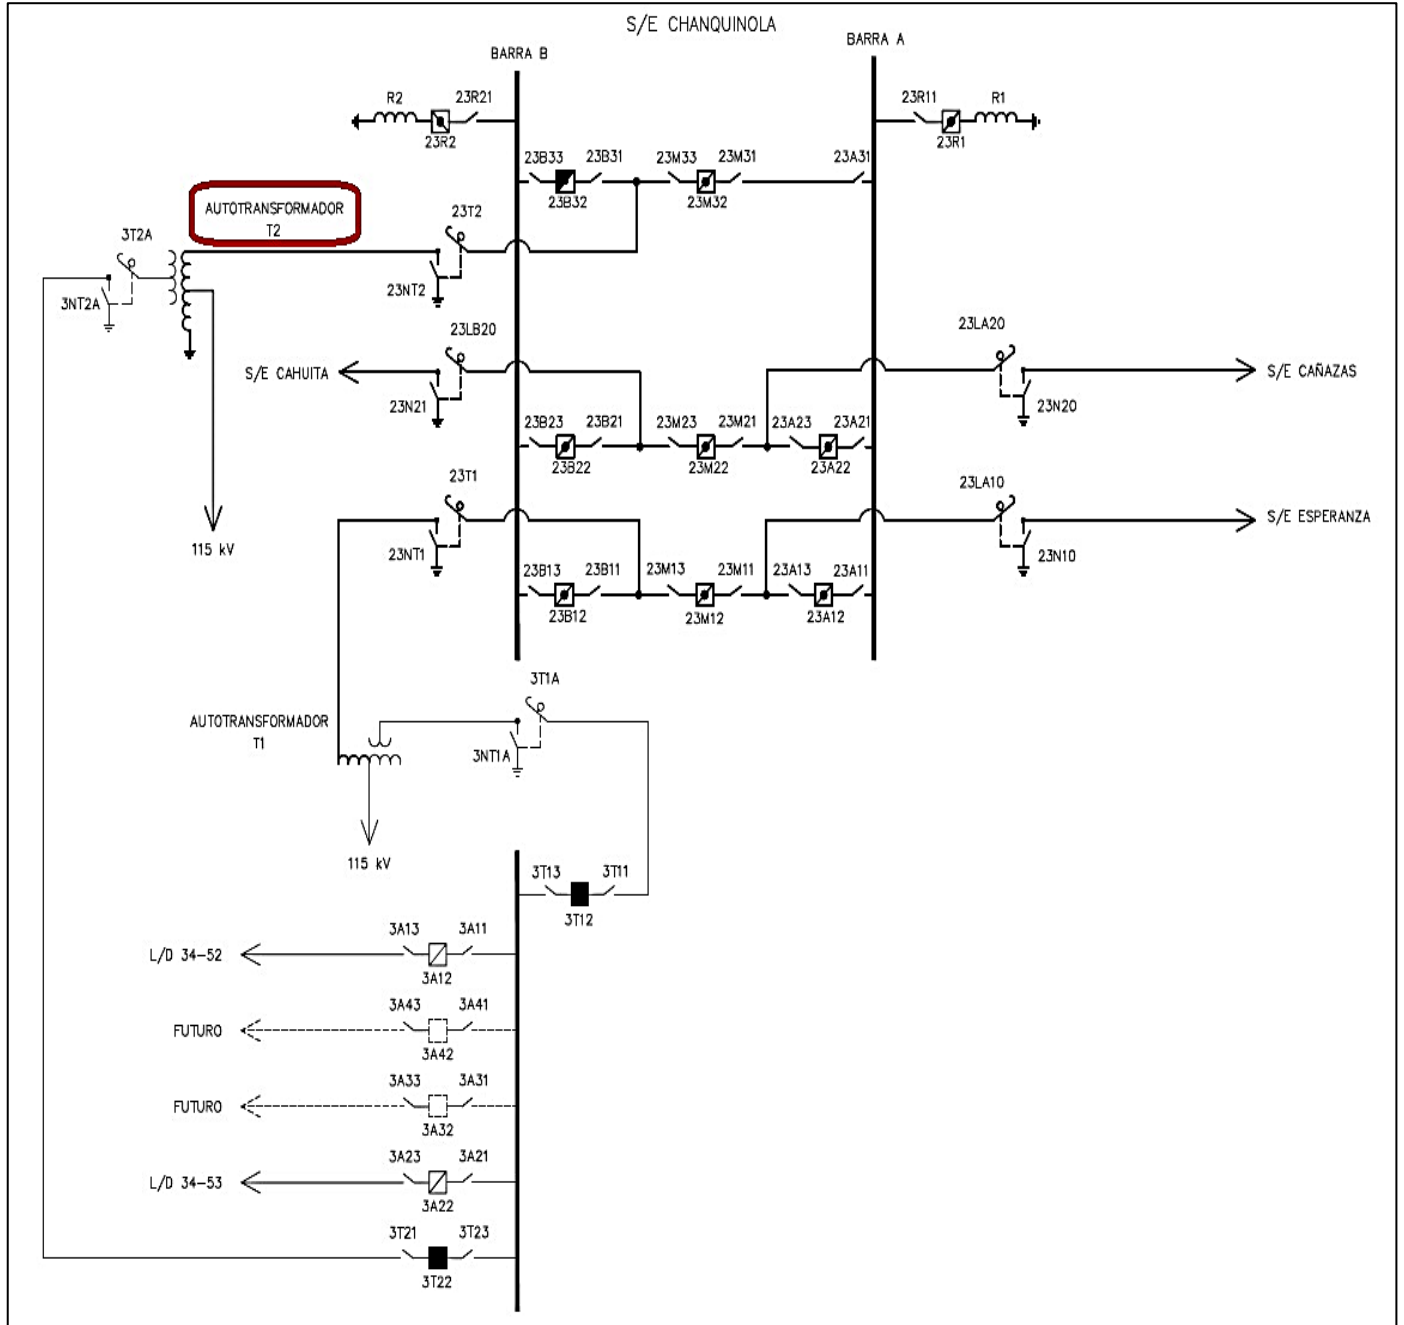 S/E CHANQUINOLA
BARRA B
BARRA A
R2
23R21
23R2
23R11
R1
23R1
23B33
23B31
23M33
23M31
23A31
23B32
23M32
AUTOTRANSFORMADOR
T2
3T2A
3NT2A
23T2
23NT2
115 kV
23LB20
S/E CAHUITA
23N21
23LA20
S/E CAÑAZAS
23N20
23B23
23B21
23M23
23M21
23A23
23A21
23B22
23M22
23A22
23T1
23NT1
23LA10
S/E ESPERANZA
23N10
23B13
23B11
23M13
23M11
23A13
23A11
23B12
23M12
23A12
3T1A
AUTOTRANSFORMADOR
T1
3NT1A
115 kV
3T13
3T11
3T12
3A13
3A11
L/D 34-52
3A12
3A43
3A41
FUTURO
3A42
3A33
3A31
FUTURO
3A32
3A23
3A21
L/D 34-53
3A22
3T21
3T23
3T22